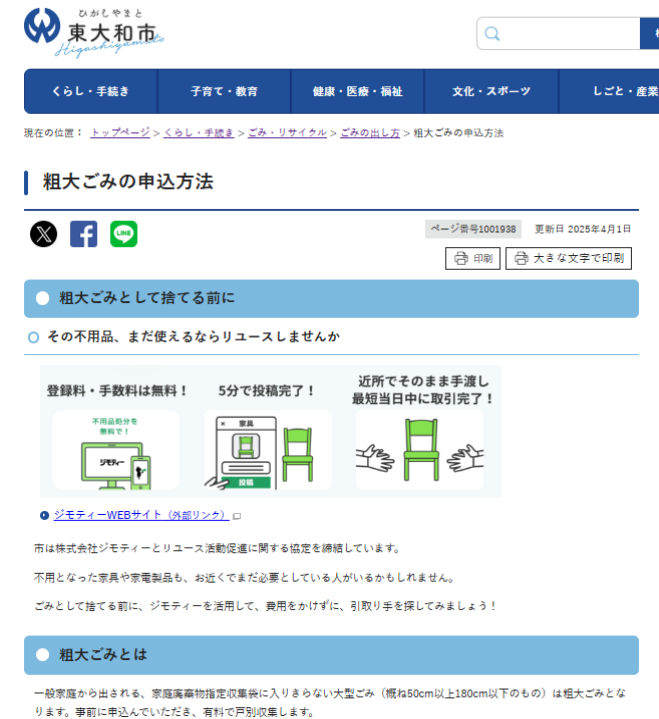 ひがしやまと
東大和市
Higashiyamato
くらし・手続き
子育て・教育
健康・医療・福祉
文化・スポーツ
しごと・産業
現在の位置： トップページ > くらし・手続き > ごみ・リサイクル > ごみの出し方 > 粗大ごみの申込方法
粗大ごみの申込方法
X
f
LINE
ページ番号1001938 更新日 2025年4月1日
印刷
大きな文字で印刷
粗大ごみとして捨てる前に
その不用品、まだ使えるならリユースしませんか
登録料・手数料は無料！
不用品処分を
無料で！
ジモティー
5分で投稿完了！
× 家具
投稿
近所でそのまま手渡し
最短当日中に取引完了！
ジモティーWEBサイト（外部リンク）
市は株式会社ジモティーとリユース活動促進に関する協定を締結しています。
不用となった家具や家電製品も、お近くでまだ必要としている人がいるかもしれません。
ごみとして捨てる前に、ジモティーを活用して、費用をかけずに、引取り手を探してみましょう！
粗大ごみとは
一般家庭から出される、家庭廃棄物指定収集袋に入りきらない大型ごみ（概ね50cm以上180cm以下のもの）は粗大ごみとな
ります。事前に申込んでいただき、有料で戸別収集します。